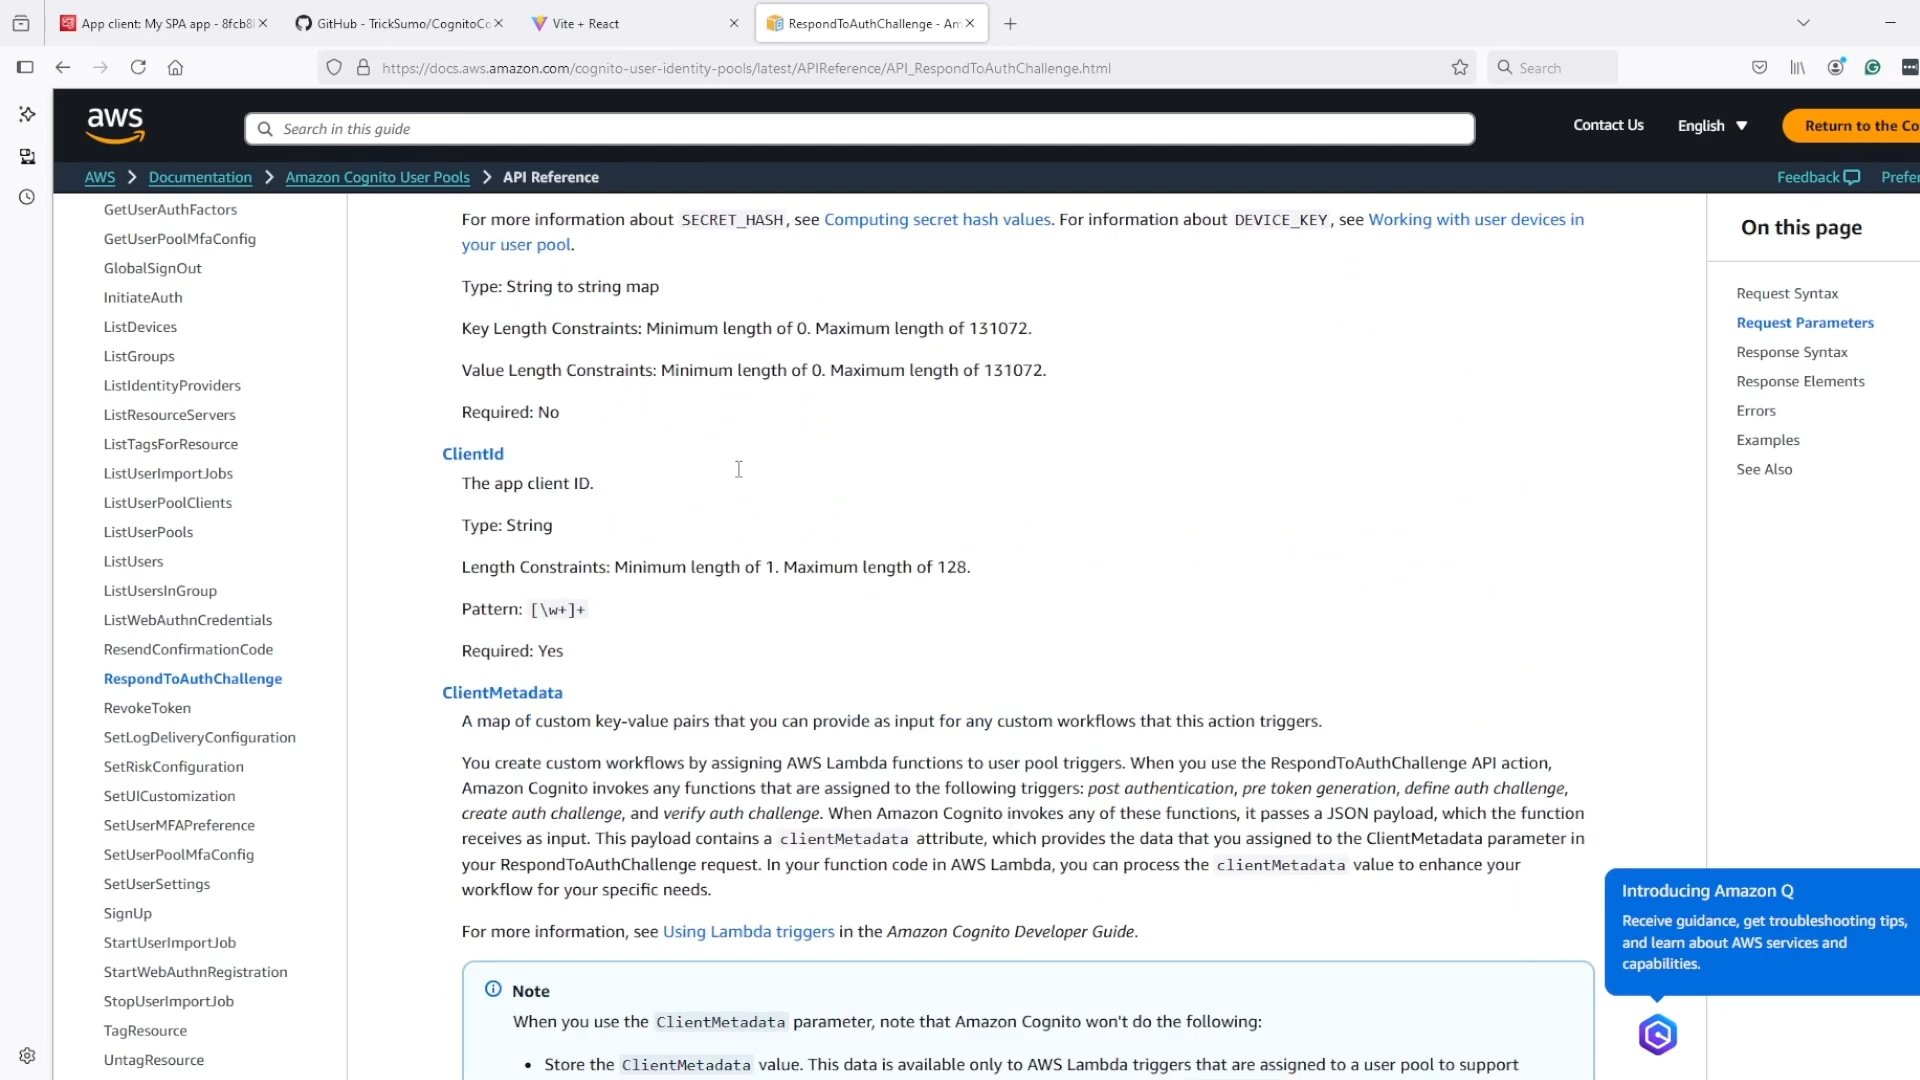 App client: My SPA app - 8fcb8
GitHub - TrickSumo/CognitoCo
Vite + React
RespondToAuthChallenge - Am
https://docs.aws.amazon.com/cognito-user-identity-pools/latest/APIReference/API_RespondToAuthChallenge.html
Search
aws
Search in this guide
Contact Us
English
Return to the Co
AWS
Documentation
Amazon Cognito User Pools
API Reference
Feedback
Prefer
GetUserAuthFactors
GetUserPoolMfaConfig
GlobalSignOut
InitiateAuth
ListDevices
ListGroups
ListIdentityProviders
ListResourceServers
ListTagsForResource
ListUserImportJobs
ListUserPoolClients
ListUserPools
ListUsers
ListUsersInGroup
ListWebAuthnCredentials
ResendConfirmationCode
RespondToAuthChallenge
RevokeToken
SetLogDeliveryConfiguration
SetRiskConfiguration
SetUICustomization
SetUserMFAPreference
SetUserPoolMfaConfig
SetUserSettings
SignUp
StartUserImportJob
StartWebAuthnRegistration
StopUserImportJob
TagResource
UntagResource
For more information about SECRET_HASH, see Computing secret hash values. For information about DEVICE_KEY, see Working with user devices in
your user pool.
Type: String to string map
Key Length Constraints: Minimum length of 0. Maximum length of 131072.
Value Length Constraints: Minimum length of 0. Maximum length of 131072.
Required: No
ClientId
The app client ID.
Type: String
Length Constraints: Minimum length of 1. Maximum length of 128.
Pattern: [\w+]+
Required: Yes
ClientMetadata
A map of custom key-value pairs that you can provide as input for any custom workflows that this action triggers.
You create custom workflows by assigning AWS Lambda functions to user pool triggers. When you use the RespondToAuthChallenge API action,
Amazon Cognito invokes any functions that are assigned to the following triggers: post authentication, pre token generation, define auth challenge,
create auth challenge, and verify auth challenge. When Amazon Cognito invokes any of these functions, it passes a JSON payload, which the function
receives as input. This payload contains a clientMetadata attribute, which provides the data that you assigned to the ClientMetadata parameter in
your RespondToAuthChallenge request. In your function code in AWS Lambda, you can process the clientMetadata value to enhance your
workflow for your specific needs.
For more information, see Using Lambda triggers in the Amazon Cognito Developer Guide.
Note
When you use the ClientMetadata parameter, note that Amazon Cognito won't do the following:
• Store the ClientMetadata value. This data is available only to AWS Lambda triggers that are assigned to a user pool to support
On this page
Request Syntax
Request Parameters
Response Syntax
Response Elements
Errors
Examples
See Also
Introducing Amazon Q
Receive guidance, get troubleshooting tips,
and learn about AWS services and
capabilities.